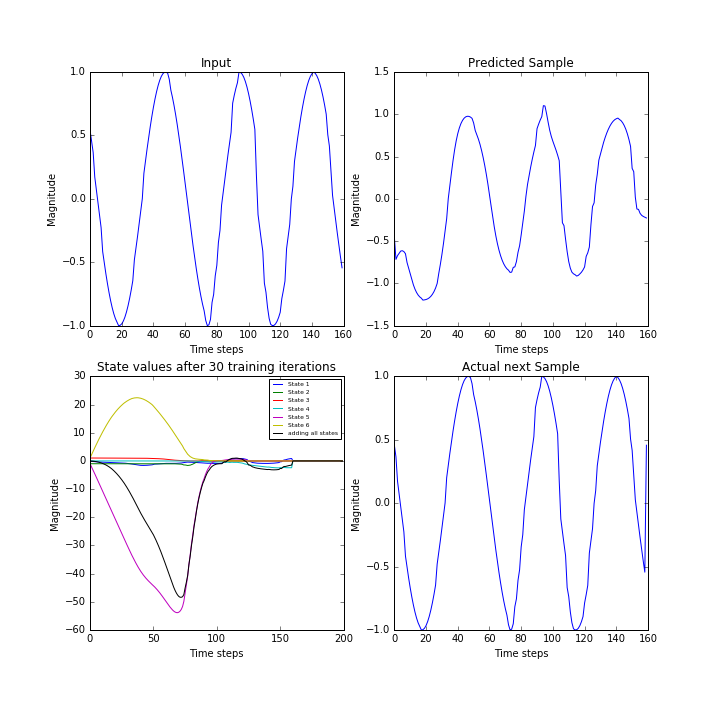 Input
Magnitude
1.0
0.5
0.0
−0.5
−1.0
0 20 40 60 80 100 120 140 160
Time steps
Predicted Sample
Magnitude
1.5
1.0
0.5
0.0
−0.5
−1.0
−1.5
0 20 40 60 80 100 120 140 160
Time steps
State values after 30 training iterations
Magnitude
30
20
10
0
−10
−20
−30
−40
−50
−60
0 50 100 150 200
Time steps
State 1
State 2
State 3
State 4
State 5
State 6
adding all states
Actual next Sample
Magnitude
1.0
0.5
0.0
−0.5
−1.0
0 20 40 60 80 100 120 140 160
Time steps